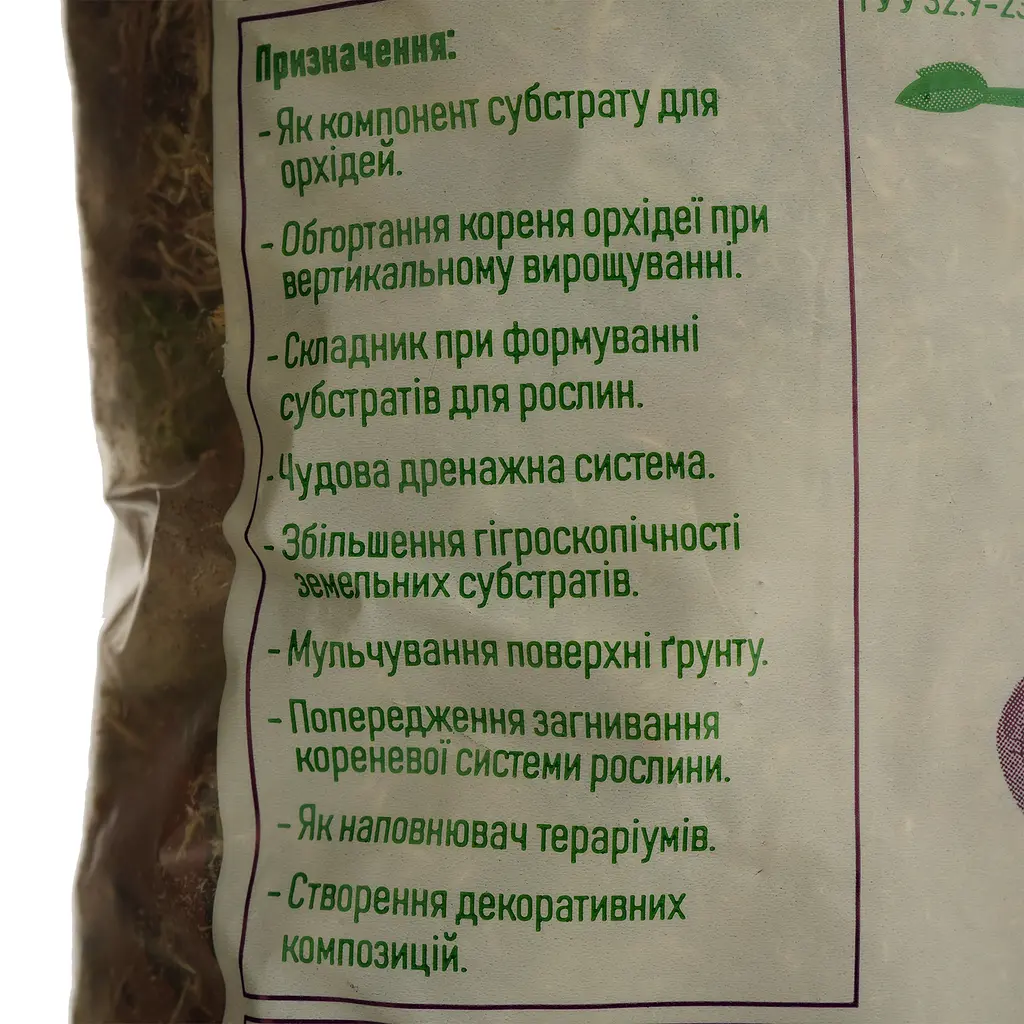 Призначення:
- Як компонент субстрату для
орхідей.
- Обгортання кореня орхідеї при
вертикальному вирощуванні.
- Складник при формуванні
субстратів для рослин.
- Чудова дренажна система.
- Збільшення гігроскопічності
земельних субстратів.
- Мульчування поверхні ґрунту.
- Попередження загнивання
кореневої системи рослини.
- Як наповнювач тераріумів.
- Створення декоративних
композицій.